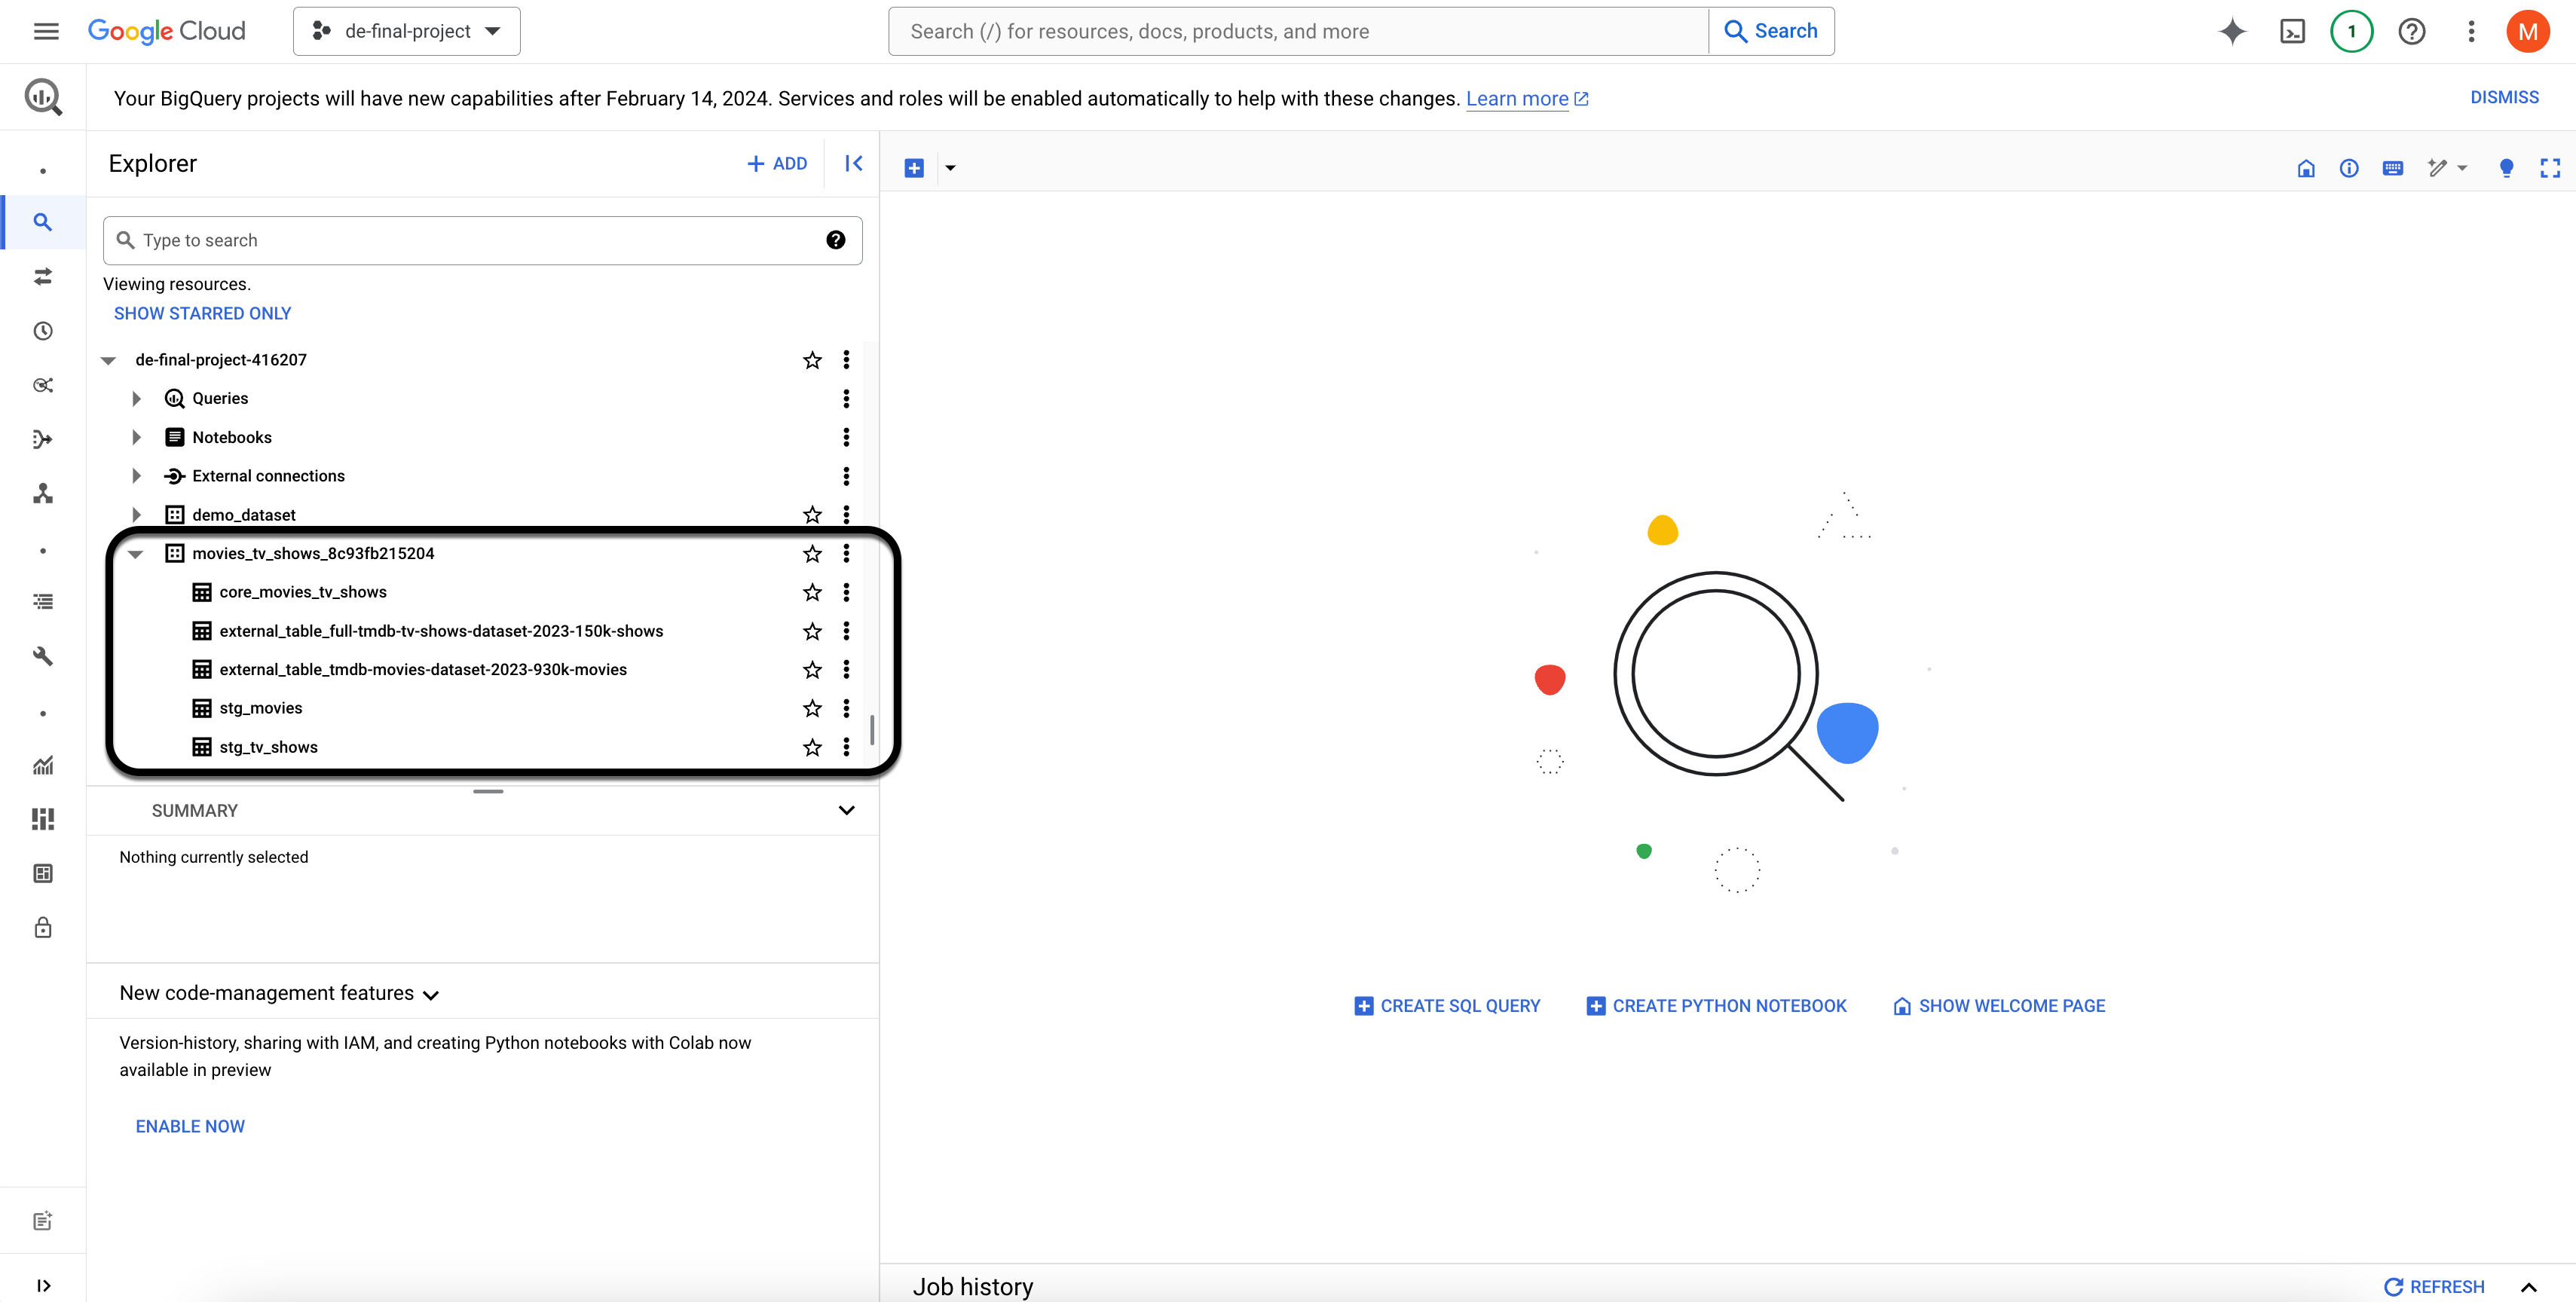 Google Cloud
de-final-project
Search (/) for resources, docs, products, and more
Search
1
M
Your BigQuery projects will have new capabilities after February 14, 2024. Services and roles will be enabled automatically to help with these changes. Learn more
DISMISS
Explorer
+ ADD
Type to search
Viewing resources.
SHOW STARRED ONLY
de-final-project-416207
Queries
Notebooks
External connections
demo_dataset
movies_tv_shows_8c93fb215204
core_movies_tv_shows
external_table_full-tmdb-tv-shows-dataset-2023-150k-shows
external_table_tmdb-movies-dataset-2023-930k-movies
stg_movies
stg_tv_shows
SUMMARY
Nothing currently selected
New code-management features
Version-history, sharing with IAM, and creating Python notebooks with Colab now
available in preview
ENABLE NOW
CREATE SQL QUERY
CREATE PYTHON NOTEBOOK
SHOW WELCOME PAGE
Job history
REFRESH